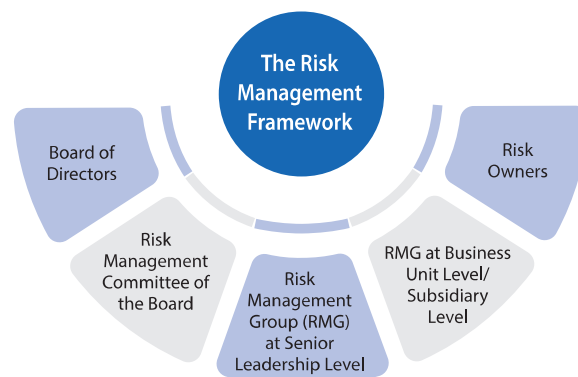 The Risk
Management
Framework
Board of
Directors
Risk
Management
Committee of
the Board
Risk
Management
Group (RMG)
at Senior
Leadership Level
RMG at Business
Unit Level/
Subsidiary
Level
Risk
Owners